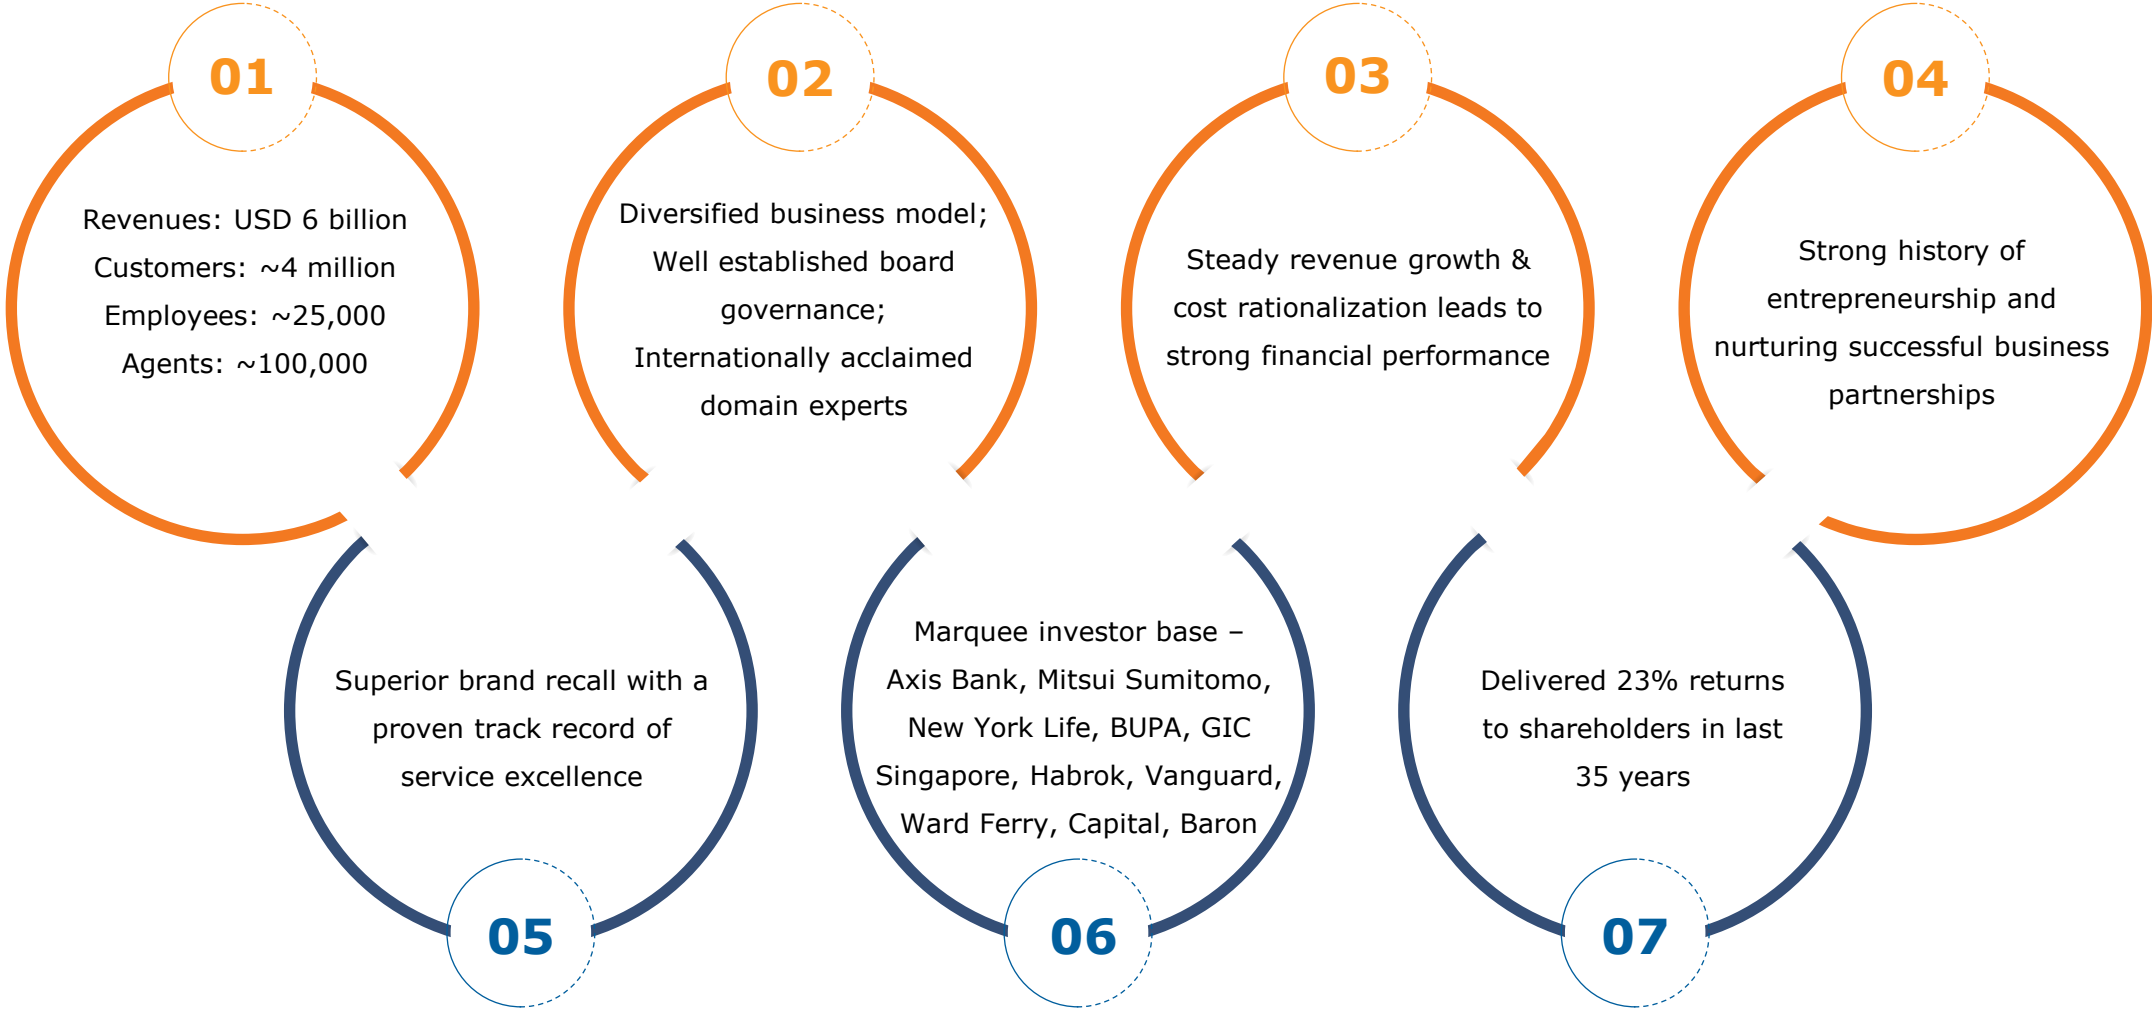 01
Revenues: USD 6 billion
Customers: ~4 million
Employees: ~25,000
Agents: ~100,000
02
Diversified business model;
Well established board
governance;
Internationally acclaimed
domain experts
03
Steady revenue growth &
cost rationalization leads to
strong financial performance
04
Strong history of
entrepreneurship and
nurturing successful business
partnerships
Superior brand recall with a
proven track record of
service excellence
05
Marquee investor base –
Axis Bank, Mitsui Sumitomo,
New York Life, BUPA, GIC
Singapore, Habrok, Vanguard,
Ward Ferry, Capital, Baron
06
Delivered 23% returns
to shareholders in last
35 years
07